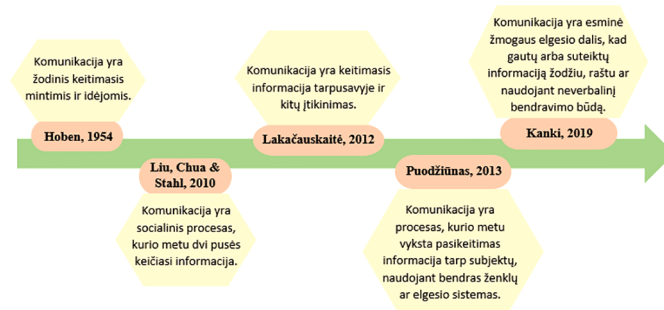 Komunikacija yra
žodinis keitimasis
mintimis ir idėjomis.
Hoben, 1954
Liu, Chua &
Stahl, 2010
Komunikacija yra
socialinis procesas,
kurio metu dvi pusės
keičiasi informacija.
Komunikacija yra keitimasis
informacija tarpusavyje ir
kitų įtikinimas.
Lakačauskaitė, 2012
Puodžiūnas, 2013
Komunikacija yra
procesas, kurio metu
vyksta pasikeitimas
informacija tarp subjektų,
naudojant bendras ženklų
ar elgesio sistemas.
Komunikacija yra esminė
žmogaus elgesio dalis, kad
gautų arba suteiktų
informaciją žodžiu, raštu ar
naudojant neverbalinį
bendravimo būdą.
Kanki, 2019